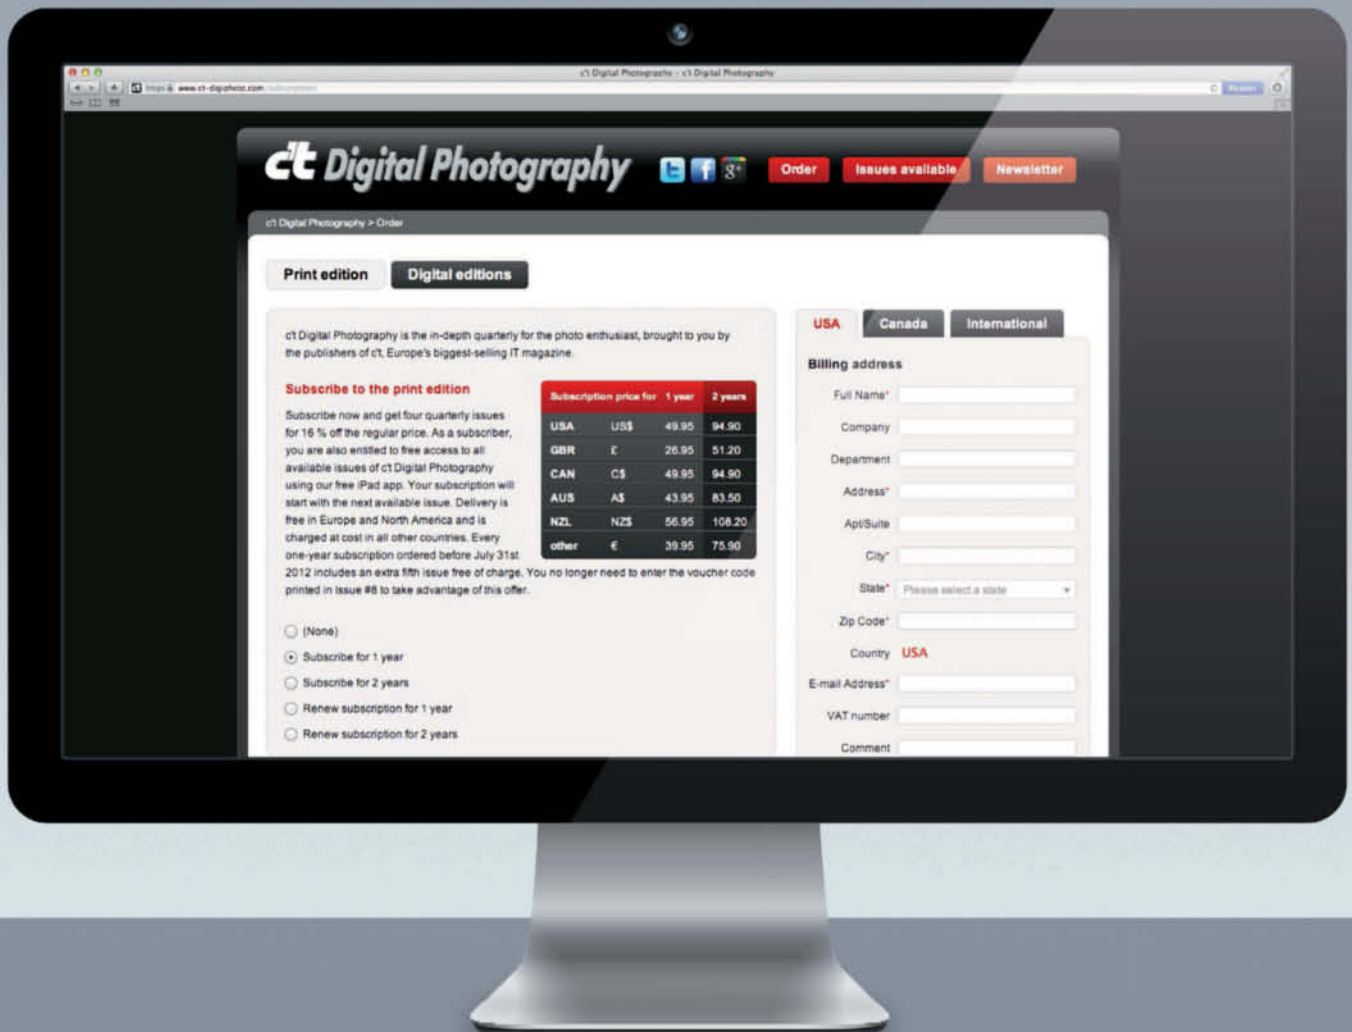 c't Digital Photography - c't Digital Photography
www.ct-digiphoto.com
Reader
c't Digital Photography
Order
Issues available
Newsletter
c't Digital Photography > Order
Print edition
Digital editions
c't Digital Photography is the in-depth quarterly for the photo enthusiast, brought to you by
the publishers of c't, Europe's biggest-selling IT magazine.
Subscribe to the print edition
Subscribe now and get four quarterly issues
for 16 % off the regular price. As a subscriber,
you are also entitled to free access to all
available issues of c't Digital Photography
using our free iPad app. Your subscription will
start with the next available issue. Delivery is
free in Europe and North America and is
charged at cost in all other countries. Every
one-year subscription ordered before July 31st
2012 includes an extra fifth issue free of charge. You no longer need to enter the voucher code
printed in Issue #8 to take advantage of this offer.
Subscription price for 1 year 2 years
USA US$ 49.95 94.90
GBR £ 26.95 51.20
CAN C$ 49.95 94.90
AUS A$ 43.95 83.50
NZL NZ$ 56.95 108.20
other € 39.95 75.90
(None)
Subscribe for 1 year
Subscribe for 2 years
Renew subscription for 1 year
Renew subscription for 2 years
USA
Canada
International
Billing address
Full Name*
Company
Department
Address*
Apt/Suite
City*
State* Please select a state
Zip Code*
Country USA
E-mail Address*
VAT number
Comment